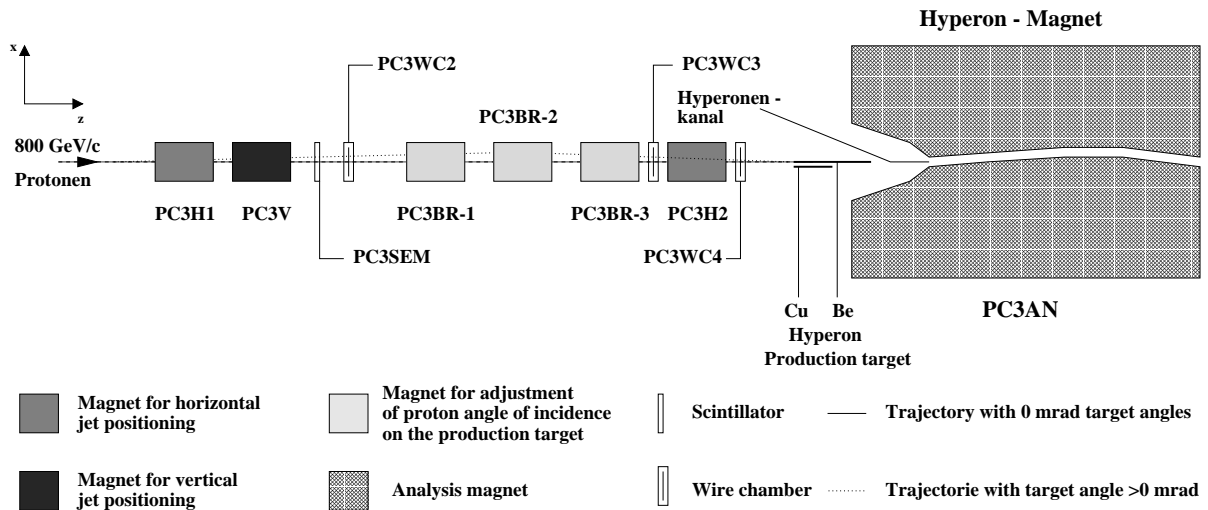 Hyperon - Magnet
x
z
PC3WC2
PC3WC3
Hyperonen -
kanal
PC3BR-2
800 GeV/c
Protonen
PC3H1
PC3V
PC3BR-1
PC3BR-3
PC3H2
PC3SEM
PC3WC4
Cu
Be
Hyperon
Production target
PC3AN
Magnet for horizontal
jet positioning
Magnet for adjustment
of proton angle of incidence
on the production target
Scintillator
Trajectory with 0 mrad target angles
Magnet for vertical
jet positioning
Analysis magnet
Wire chamber
Trajectorie with target angle >0 mrad